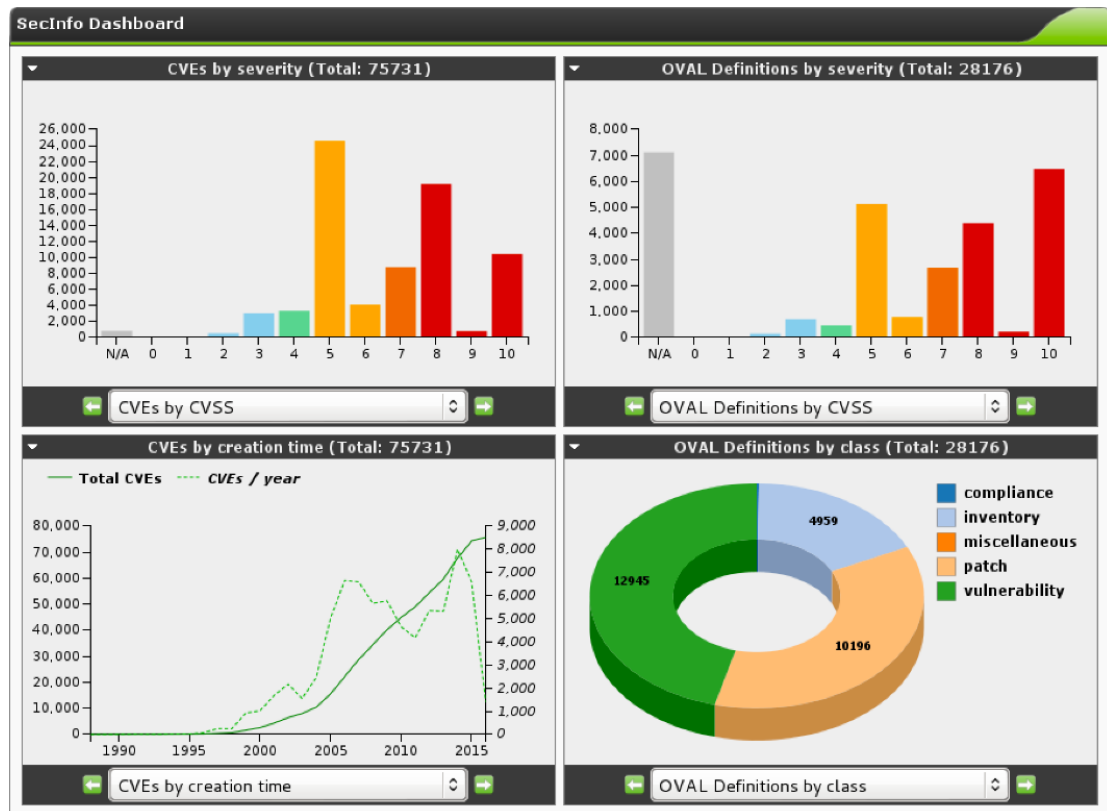 SecInfo Dashboard
CVEs by severity (Total: 75731)
26,000
24,000
22,000
20,000
18,000
16,000
14,000
12,000
10,000
8,000
6,000
4,000
2,000
0
N/A 0 1 2 3 4 5 6 7 8 9 10
CVEs by CVSS
OVAL Definitions by severity (Total: 28176)
8,000
7,000
6,000
5,000
4,000
3,000
2,000
1,000
0
N/A 0 1 2 3 4 5 6 7 8 9 10
OVAL Definitions by CVSS
CVEs by creation time (Total: 75731)
Total CVEs CVEs / year
80,000
70,000
60,000
50,000
40,000
30,000
20,000
10,000
0
9,000
8,000
7,000
6,000
5,000
4,000
3,000
2,000
1,000
0
1990 1995 2000 2005 2010 2015
CVEs by creation time
OVAL Definitions by class (Total: 28176)
4959
12945
10196
compliance
inventory
miscellaneous
patch
vulnerability
OVAL Definitions by class